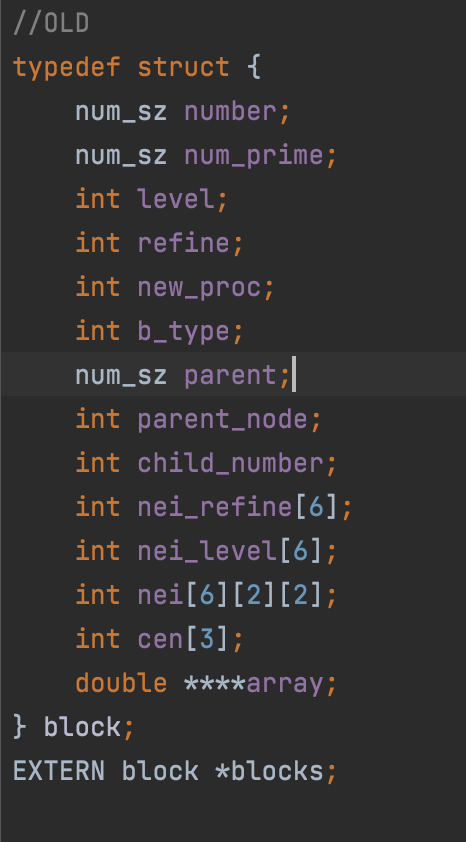 //OLD
typedef struct {
    num_sz number;
    num_sz num_prime;
    int level;
    int refine;
    int new_proc;
    int b_type;
    num_sz parent;
    int parent_node;
    int child_number;
    int nei_refine[6];
    int nei_level[6];
    int nei[6][2][2];
    int cen[3];
    double ****array;
} block;
EXTERN block *blocks;